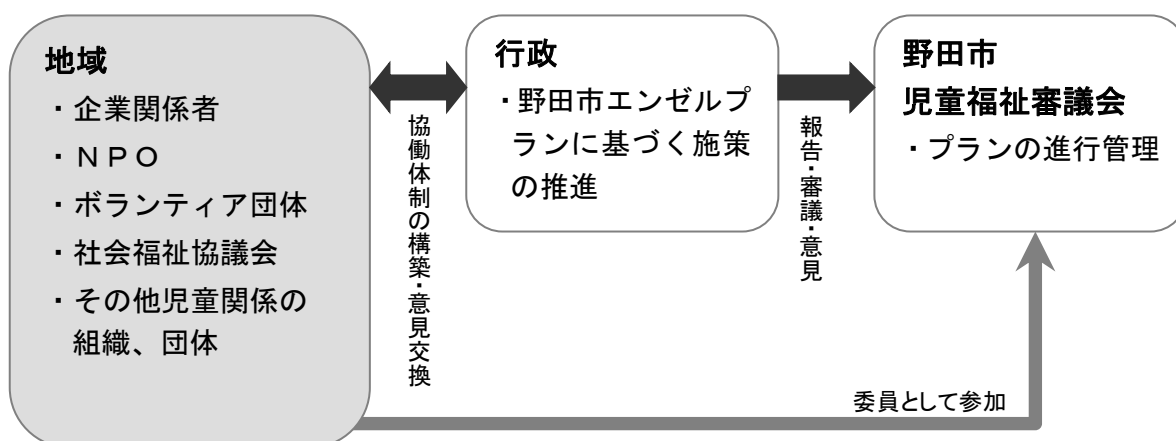 地域
・企業関係者
・ＮＰＯ
・ボランティア団体
・社会福祉協議会
・その他児童関係の
組織、団体
協働体制の構築・意見交換
行政
・野田市エンゼルプ
ランに基づく施策
の推進
報告・審議・意見
野田市
児童福祉審議会
・プランの進行管理
委員として参加